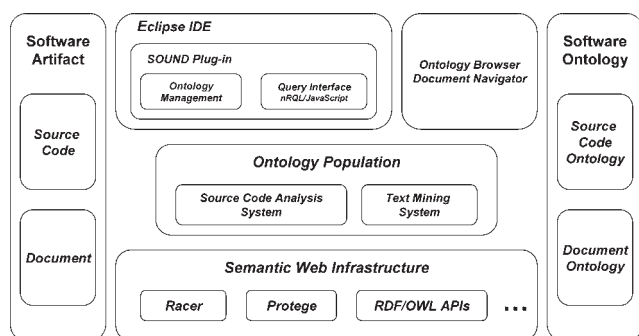 Software
Artifact
Source
Code
Document
Eclipse IDE
SOUND Plug-in
Ontology
Management
Query Interface
nRQL/JavaScript
Ontology Browser
Document Navigator
Ontology Population
Source Code Analysis
System
Text Mining
System
Semantic Web Infrastructure
Racer
Protege
RDF/OWL APIs
...
Software
Ontology
Source
Code
Ontology
Document
Ontology